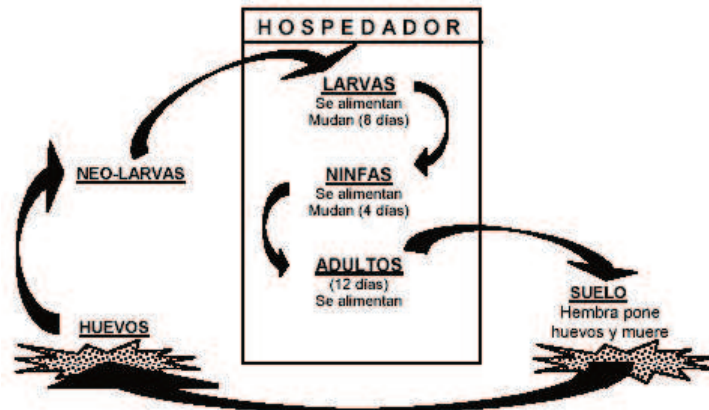 HOSPEDADOR
LARVAS
Se alimentan
Mudan (8 días)
NEO-LARVAS
NINFAS
Se alimentan
Mudan (4 días)
ADULTOS
(12 días)
Se alimentan
SUELO
Hembra pone
huevos y muere
HUEVOS